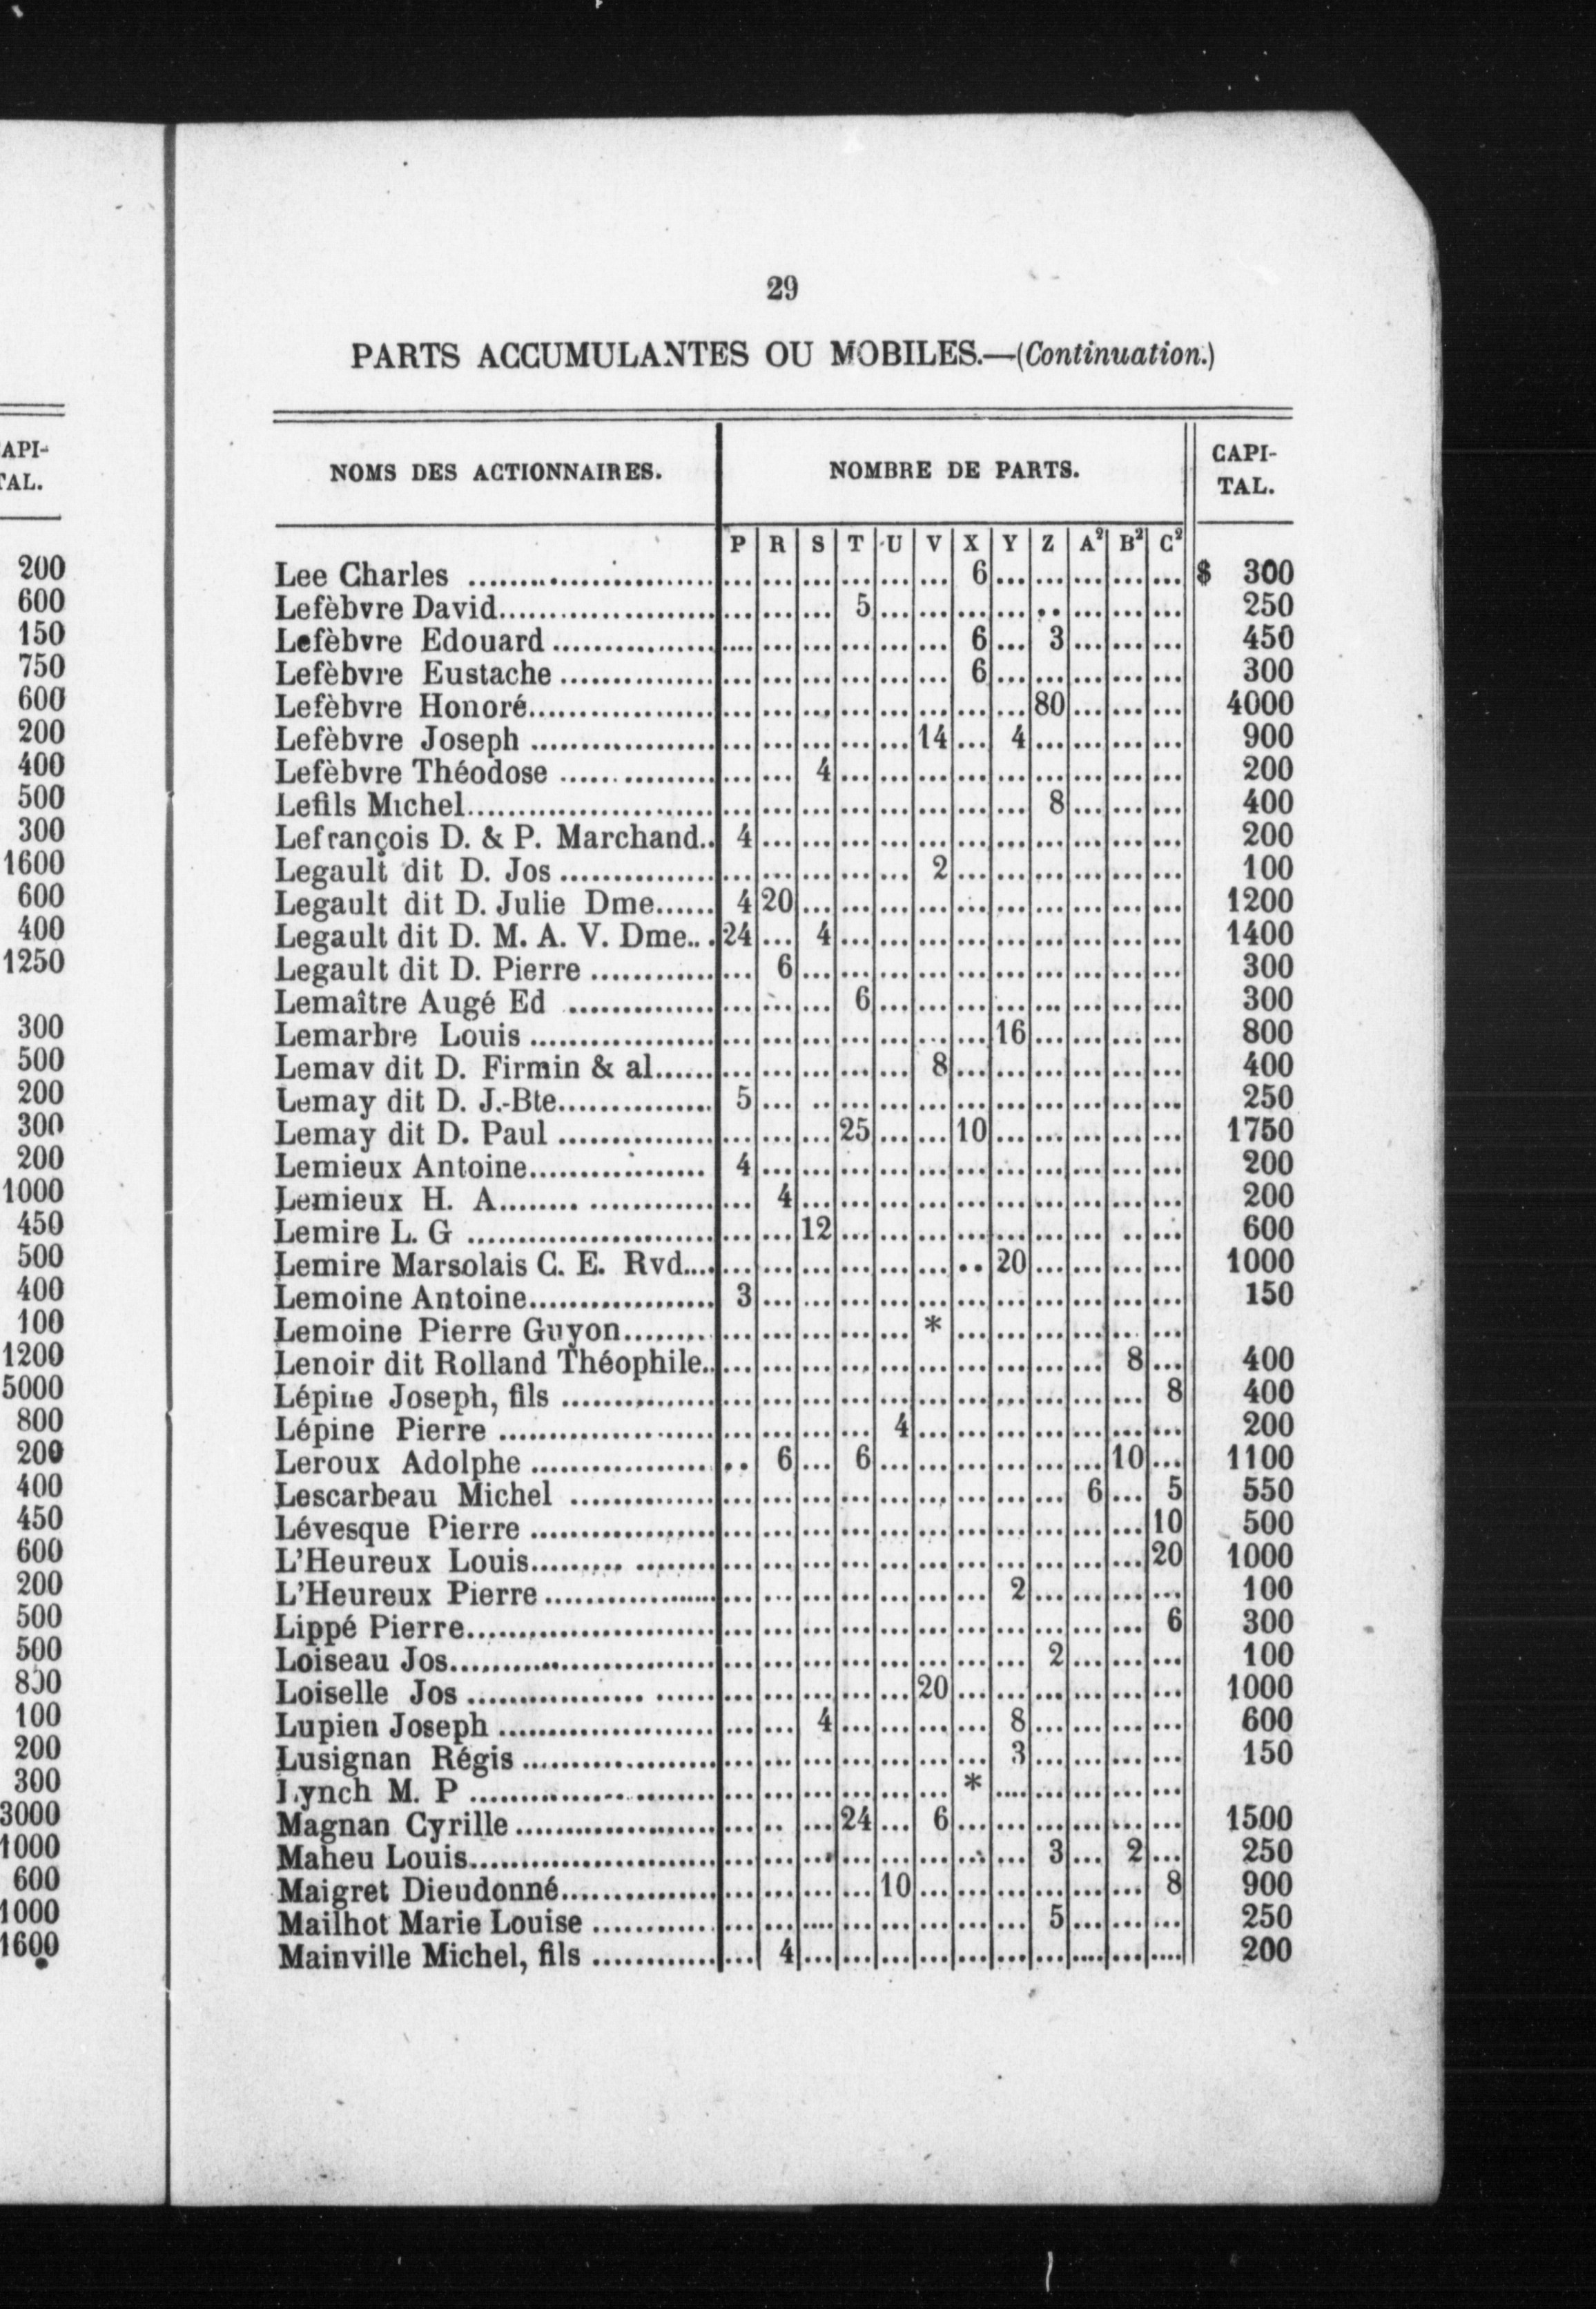 29
PARTS ACCUMULANTES OU MOBILES.—(Continuation.)
NOMS DES ACTIONNAIRES. NOMBRE DE PARTS. CAPITAL.
P R S T U V X Y Z A² B² C²
Lee Charles 6 $ 300
Lefèbvre David 5 250
Lefèbvre Edouard 6 3 450
Lefèbvre Eustache 6 300
Lefèbvre Honoré 80 4000
Lefèbvre Joseph 14 4 900
Lefèbvre Théodose 4 200
Lefils Michel 8 400
Lefrançois D. & P. Marchand 4 200
Legault dit D. Jos 2 100
Legault dit D. Julie Dme 4 20 1200
Legault dit D. M. A. V. Dme 24 4 1400
Legault dit D. Pierre 6 300
Lemaître Augé Ed 6 300
Lemarbre Louis 16 800
Lemav dit D. Firmin & al 8 400
Lemay dit D. J.-Bte 5 250
Lemay dit D. Paul 25 10 1750
Lemieux Antoine 4 200
Lemieux H. A 4 200
Lemire L. G 12 600
Lemire Marsolais C. E. Rvd 20 1000
Lemoine Antoine 3 150
Lemoine Pierre Guyon *
Lenoir dit Rolland Théophile 8 400
Lépine Joseph, fils 8 400
Lépine Pierre 4 200
Leroux Adolphe 6 6 10 1100
Lescarbeau Michel 6 5 550
Lévesque Pierre 10 500
L'Heureux Louis 20 1000
L'Heureux Pierre 2 100
Lippé Pierre 6 300
Loiseau Jos 2 100
Loiselle Jos 20 1000
Lupien Joseph 4 8 600
Lusignan Régis 3 150
Lynch M. P *
Magnan Cyrille 24 6 1500
Maheu Louis 3 2 250
Maigret Dieudonné 10 8 900
Mailhot Marie Louise 5 250
Mainville Michel, fils 4 200